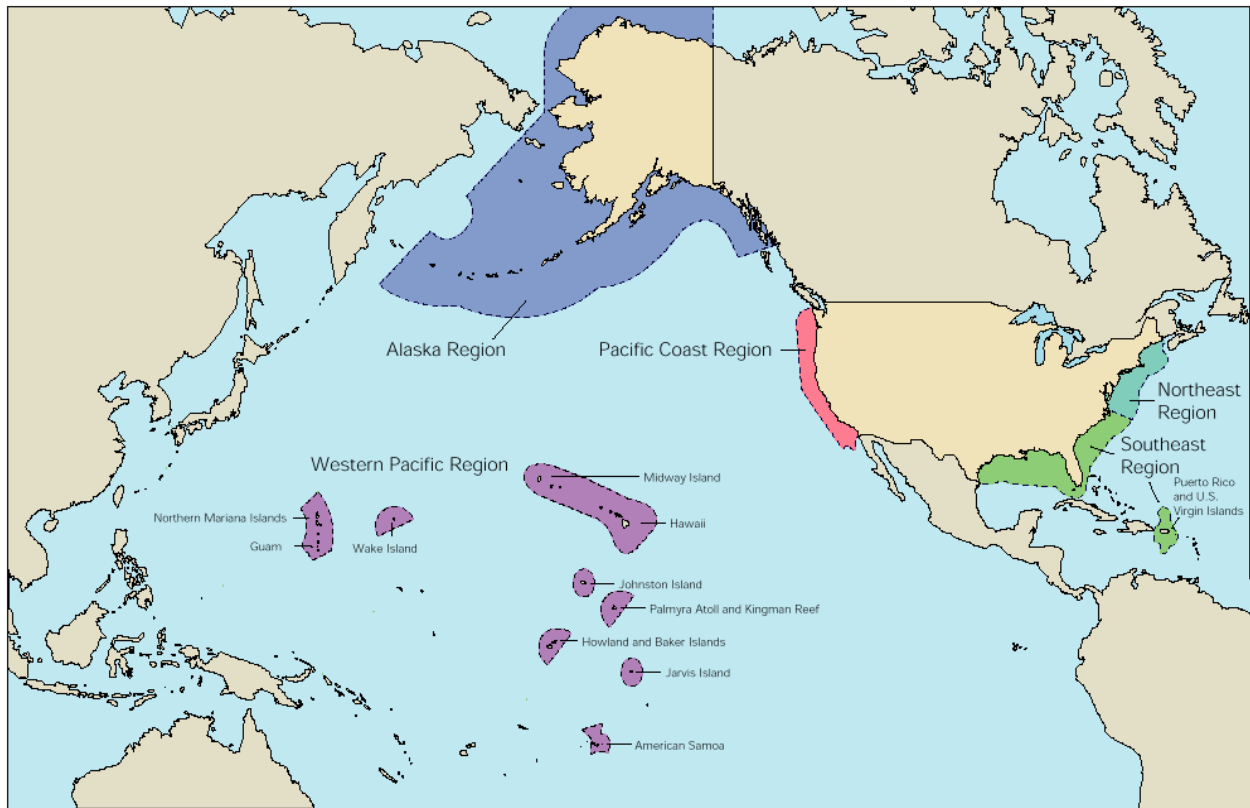 Alaska Region
Pacific Coast Region
Northeast
Region
Southeast
Region
Western Pacific Region
Midway Island
Puerto Rico
and U.S.
Virgin Islands
Northern Mariana Islands
Hawaii
Guam
Wake Island
Johnston Island
Palmyra Atoll and Kingman Reef
Howland and Baker Islands
Jarvis Island
American Samoa